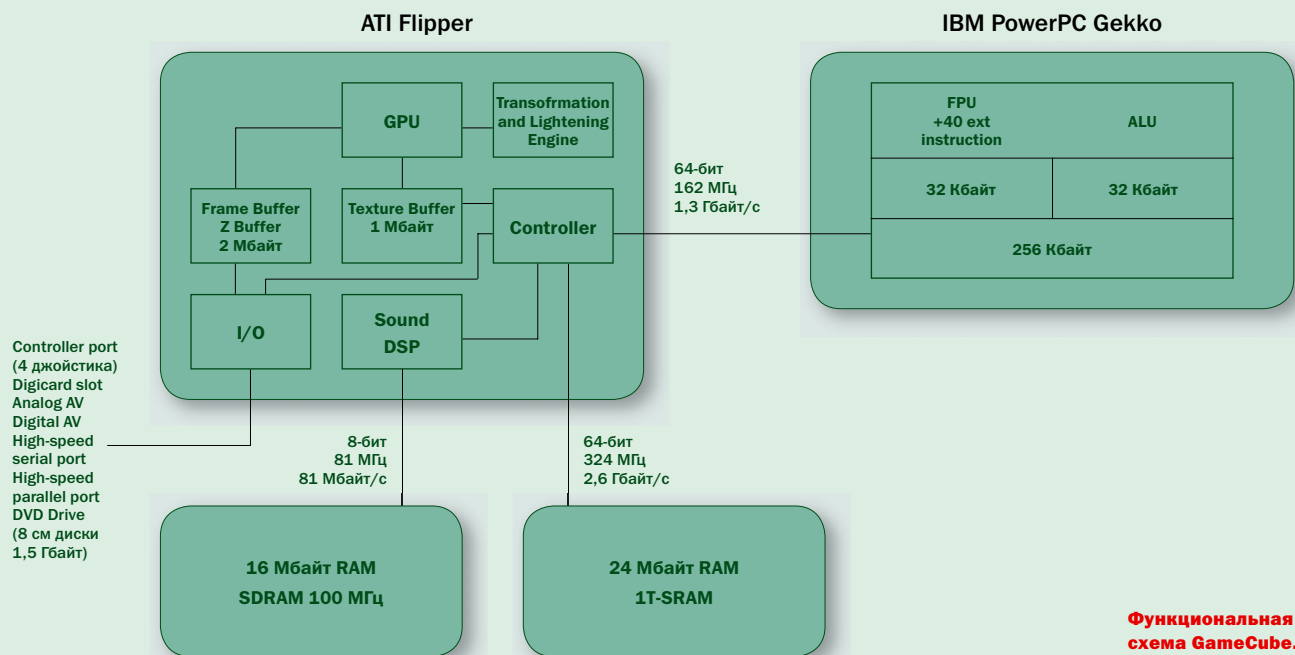 ATI Flipper
IBM PowerPC Gekko
GPU
Transofrmation
and Lightening
Engine
Frame Buffer
Z Buffer
2 Мбайт
Texture Buffer
1 Мбайт
Controller
I/O
Sound
DSP
64-бит
162 МГц
1,3 Гбайт/с
FPU
+40 ext
instruction
ALU
32 Кбайт
32 Кбайт
256 Кбайт
Controller port
(4 джойстика)
Digicard slot
Analog AV
Digital AV
High-speed
serial port
High-speed
parallel port
DVD Drive
(8 см диски
1,5 Гбайт)
8-бит
81 МГц
81 Мбайт/с
64-бит
324 МГц
2,6 Гбайт/с
16 Мбайт RAM
SDRAM 100 МГц
24 Мбайт RAM
1T-SRAM
Функциональная
схема GameCube.